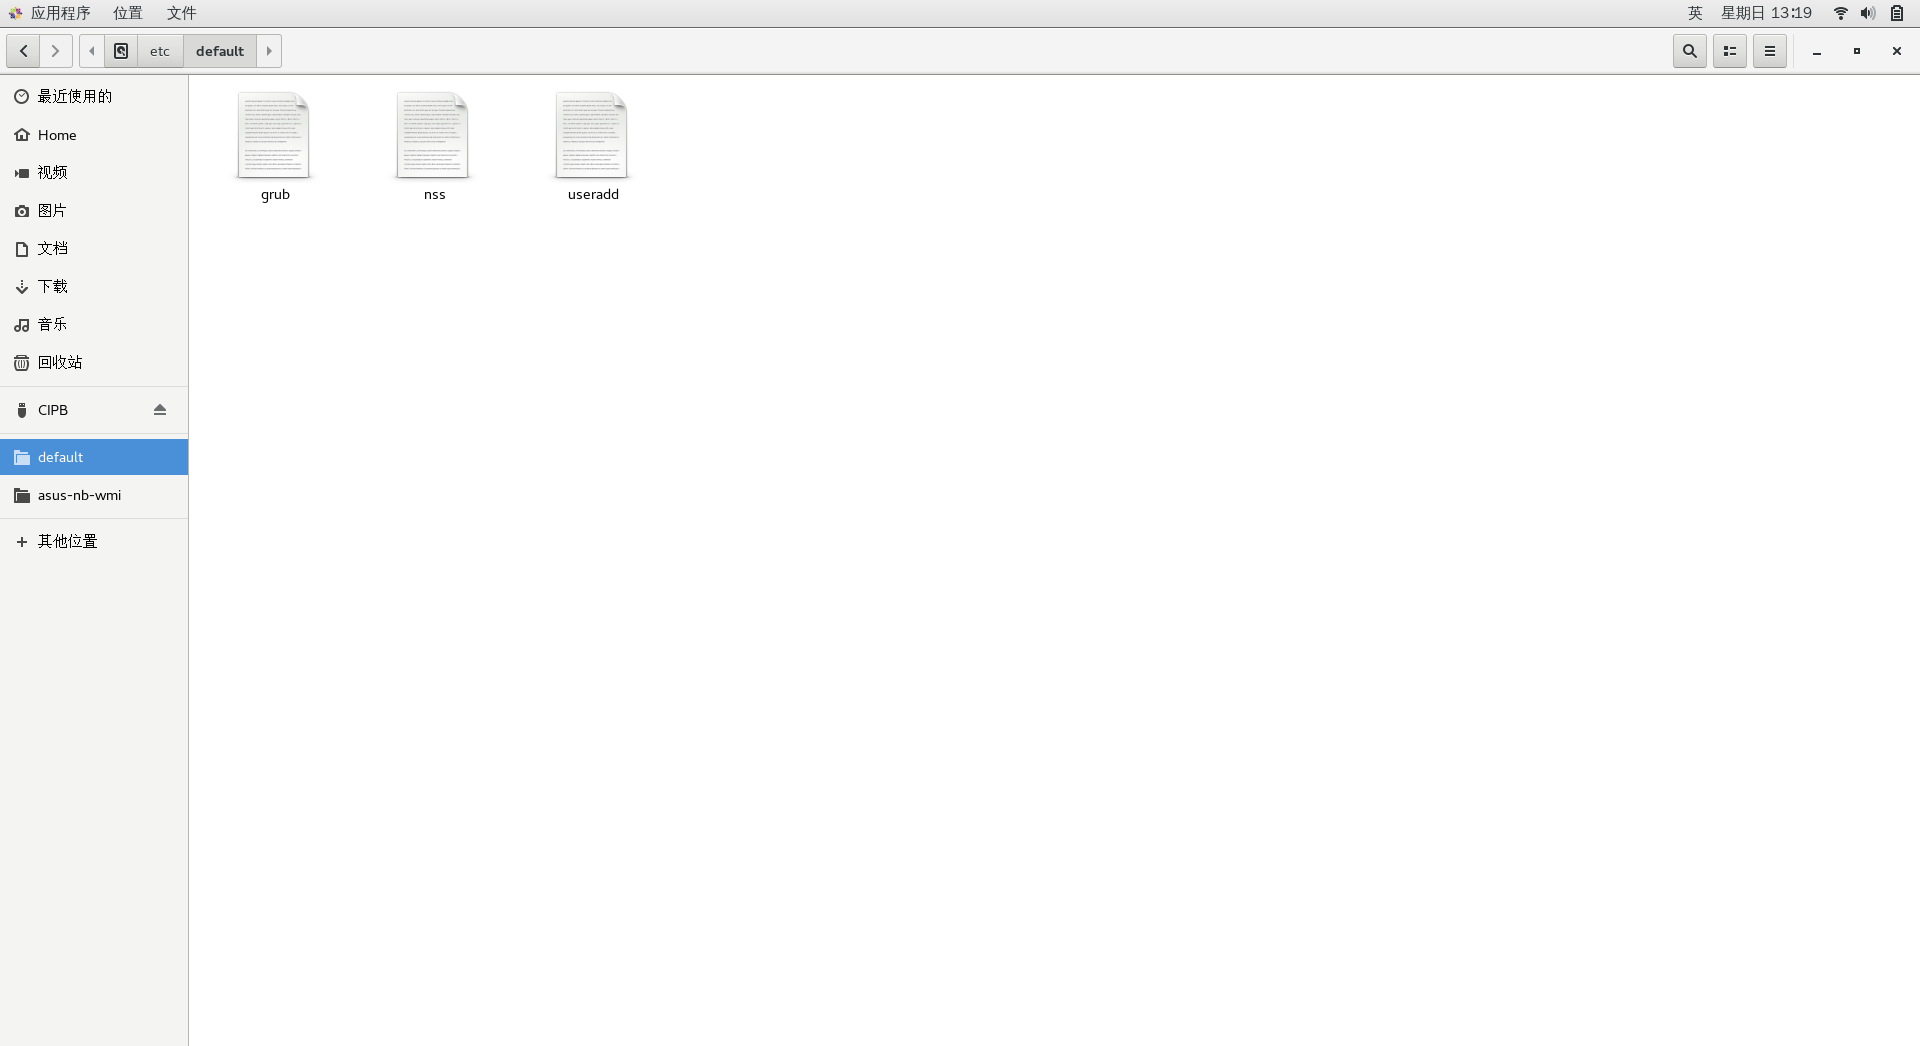 应用程序 位置 文件 英 星期日 13:19
etc default
最近使用的
Home
视频
图片
文档
下载
音乐
回收站
CIPB
default
asus-nb-wmi
其他位置
grub nss useradd